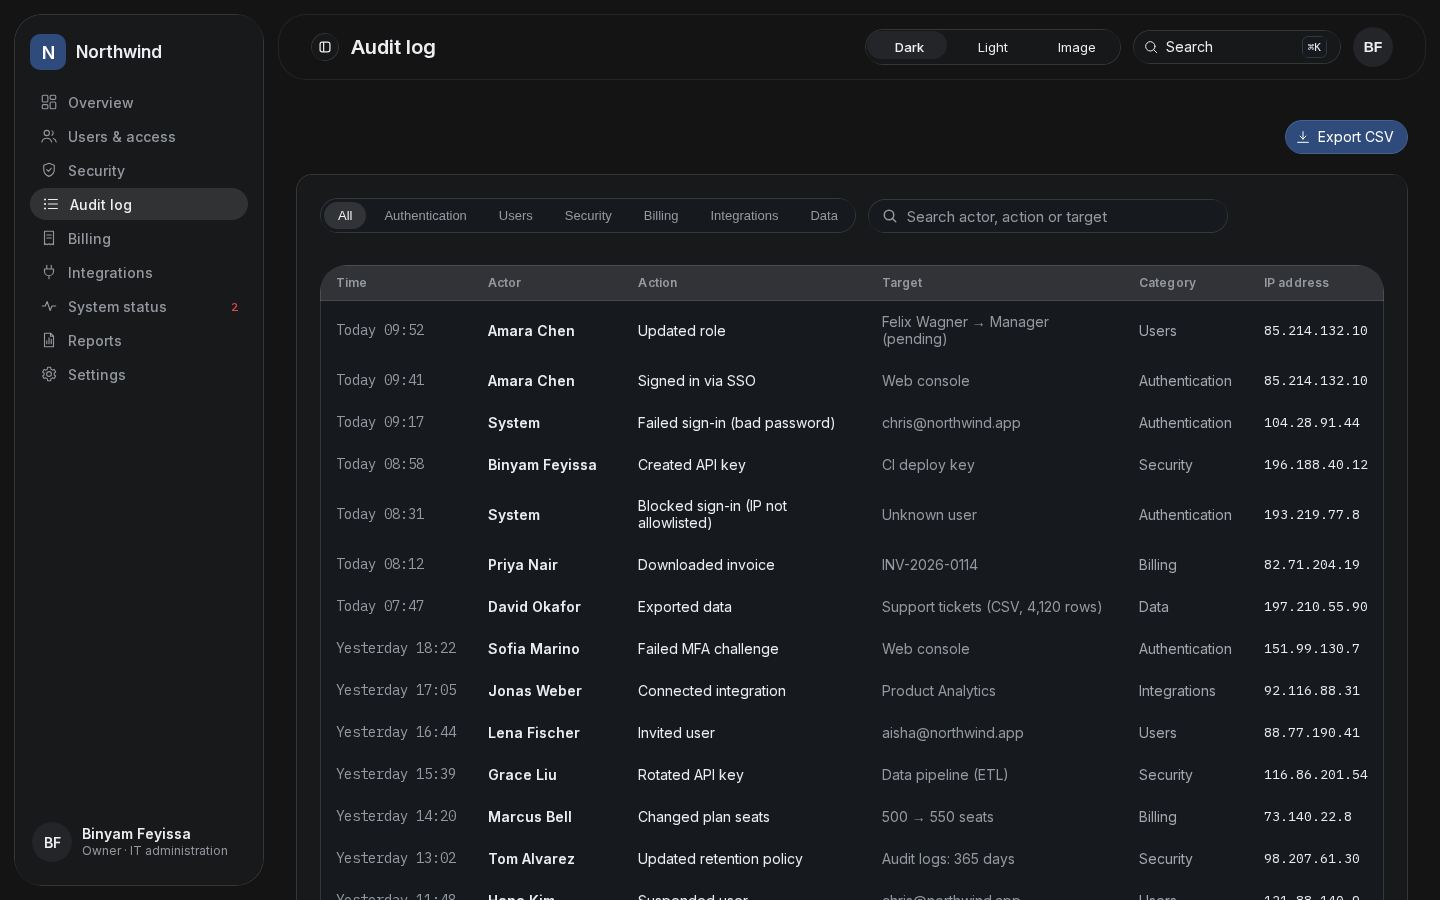 N Northwind
Overview
Users & access
Security
Audit log
Billing
Integrations
System status 2
Reports
Settings
BF Binyam Feyissa
Owner · IT administration
Audit log
Dark Light Image
Search ⌘K
BF
Export CSV
All Authentication Users Security Billing Integrations Data
Search actor, action or target
Time Actor Action Target Category IP address
Today 09:52 Amara Chen Updated role Felix Wagner → Manager (pending) Users 85.214.132.10
Today 09:41 Amara Chen Signed in via SSO Web console Authentication 85.214.132.10
Today 09:17 System Failed sign-in (bad password) chris@northwind.app Authentication 104.28.91.44
Today 08:58 Binyam Feyissa Created API key CI deploy key Security 196.188.40.12
Today 08:31 System Blocked sign-in (IP not allowlisted) Unknown user Authentication 193.219.77.8
Today 08:12 Priya Nair Downloaded invoice INV-2026-0114 Billing 82.71.204.19
Today 07:47 David Okafor Exported data Support tickets (CSV, 4,120 rows) Data 197.210.55.90
Yesterday 18:22 Sofia Marino Failed MFA challenge Web console Authentication 151.99.130.7
Yesterday 17:05 Jonas Weber Connected integration Product Analytics Integrations 92.116.88.31
Yesterday 16:44 Lena Fischer Invited user aisha@northwind.app Users 88.77.190.41
Yesterday 15:39 Grace Liu Rotated API key Data pipeline (ETL) Security 116.86.201.54
Yesterday 14:20 Marcus Bell Changed plan seats 500 → 550 seats Billing 73.140.22.8
Yesterday 13:02 Tom Alvarez Updated retention policy Audit logs: 365 days Security 98.207.61.30
Yesterday 11:48 Suspended user chris@northwind.app Users